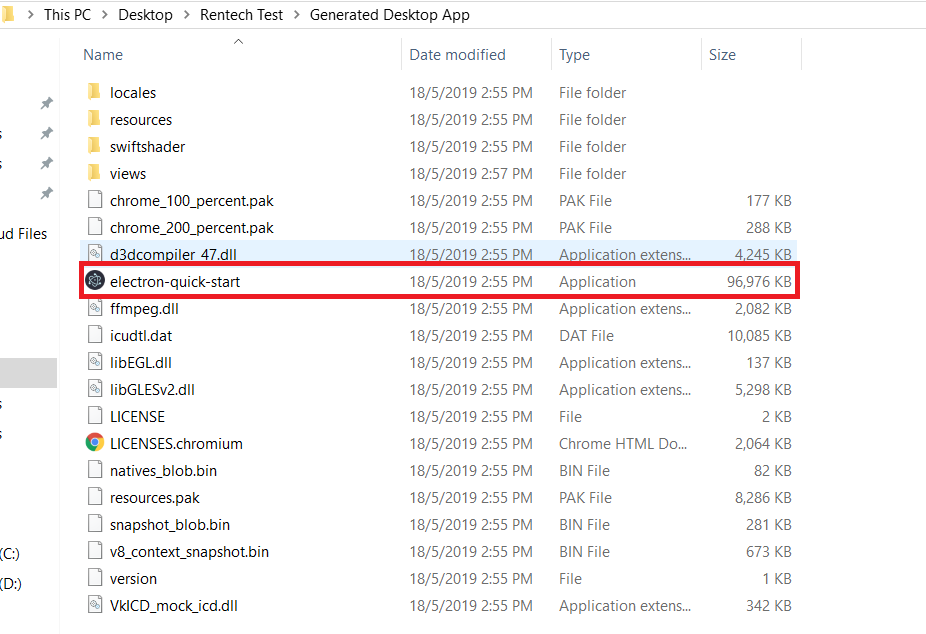 This PC > Desktop > Rentech Test > Generated Desktop App
Name Date modified Type Size
locales 18/5/2019 2:55 PM File folder
resources 18/5/2019 2:55 PM File folder
swiftshader 18/5/2019 2:55 PM File folder
views 18/5/2019 2:57 PM File folder
chrome_100_percent.pak 18/5/2019 2:55 PM PAK File 177 KB
chrome_200_percent.pak 18/5/2019 2:55 PM PAK File 288 KB
d3dcompiler_47.dll 18/5/2019 2:55 PM Application extens... 4,245 KB
electron-quick-start 18/5/2019 2:55 PM Application 96,976 KB
ffmpeg.dll 18/5/2019 2:55 PM Application extens... 2,082 KB
icudtl.dat 18/5/2019 2:55 PM DAT File 10,085 KB
libEGL.dll 18/5/2019 2:55 PM Application extens... 137 KB
libGLESv2.dll 18/5/2019 2:55 PM Application extens... 5,298 KB
LICENSE 18/5/2019 2:55 PM File 2 KB
LICENSES.chromium 18/5/2019 2:55 PM Chrome HTML Do... 2,064 KB
natives_blob.bin 18/5/2019 2:55 PM BIN File 82 KB
resources.pak 18/5/2019 2:55 PM PAK File 8,286 KB
snapshot_blob.bin 18/5/2019 2:55 PM BIN File 281 KB
v8_context_snapshot.bin 18/5/2019 2:55 PM BIN File 673 KB
version 18/5/2019 2:55 PM File 1 KB
VkICD_mock_icd.dll 18/5/2019 2:55 PM Application extens... 342 KB
ud Files
(C:)
(D:)